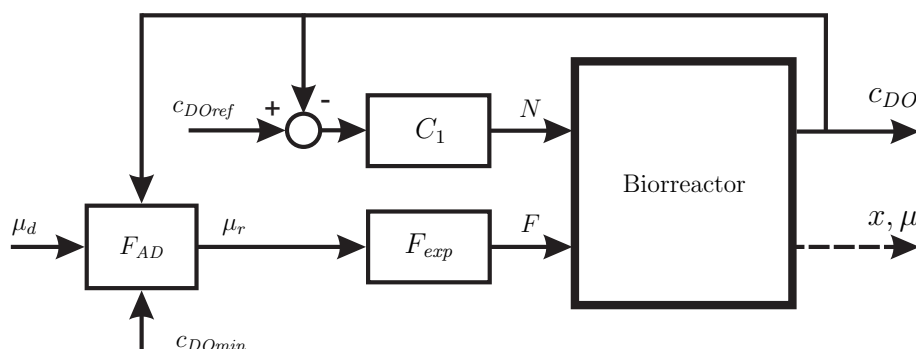 c_DOref + - C_1 N c_DO
Biorreactor
μ_d F_AD μ_r F_exp F x, μ
c_DOmin